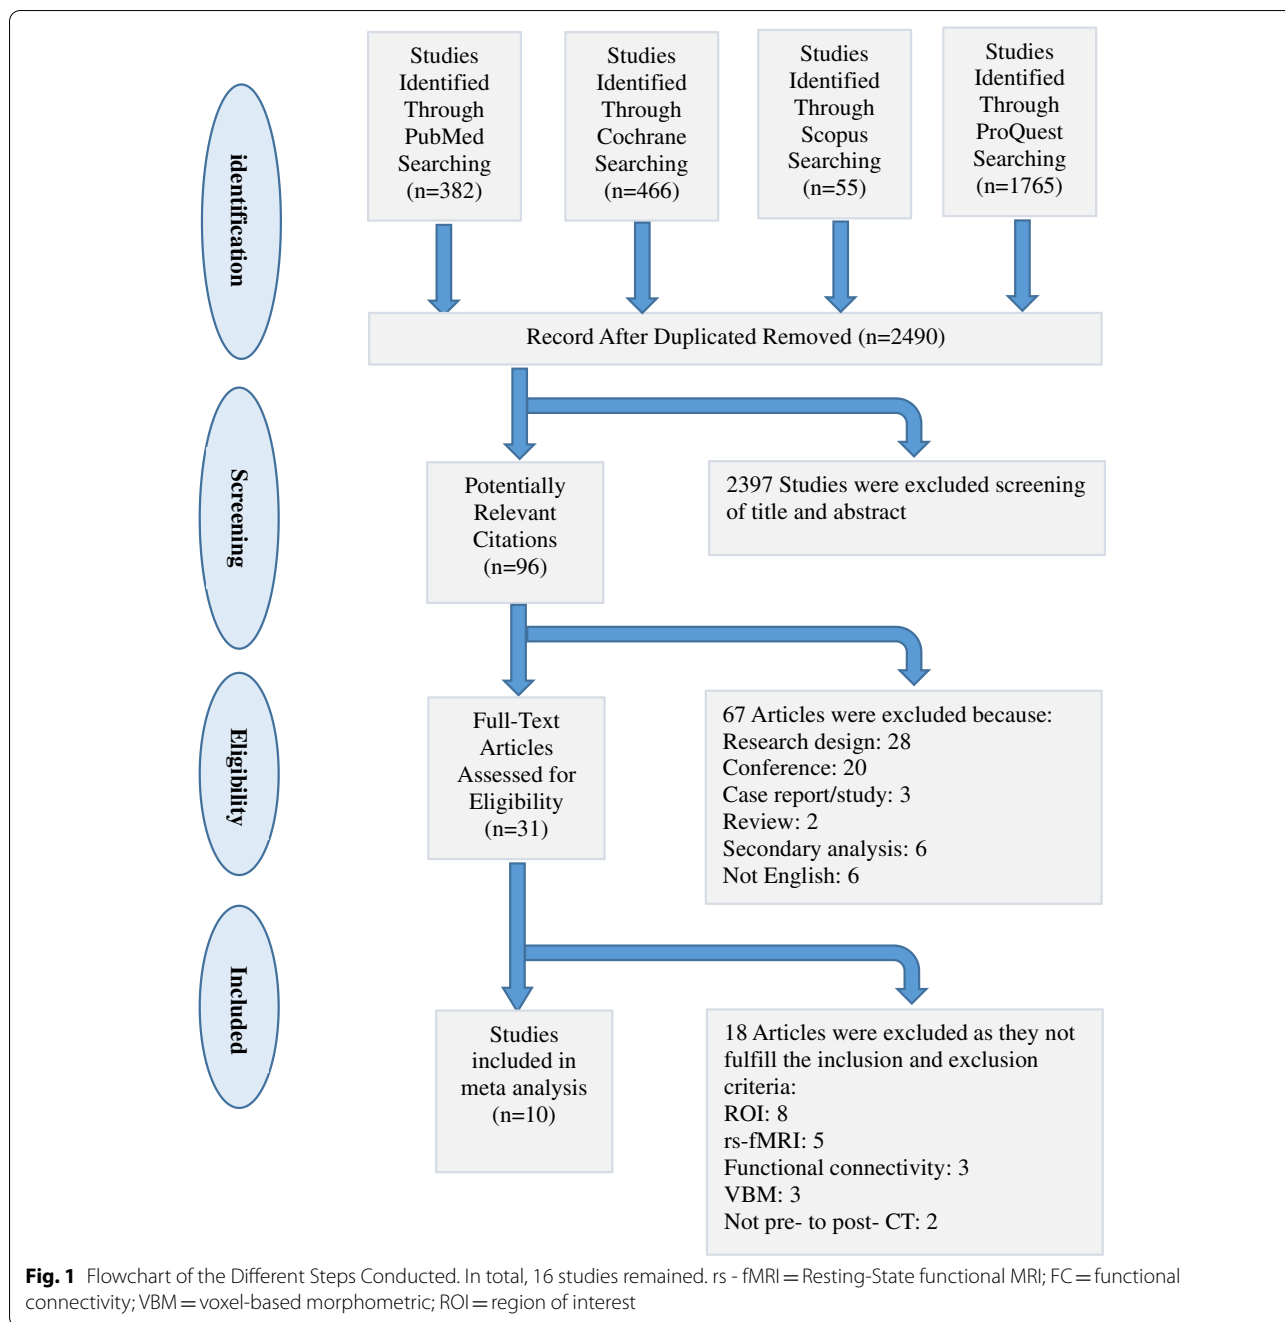 Studies
Identified
Through
PubMed
Searching
(n=382)
Studies
Identified
Through
Cochrane
Searching
(n=466)
Studies
Identified
Through
Scopus
Searching
(n=55)
Studies
Identified
Through
ProQuest
Searching
(n=1765)
identification
Record After Duplicated Removed (n=2490)
Screening
Potentially
Relevant
Citations
(n=96)
2397 Studies were excluded screening
of title and abstract
Eligibility
Full-Text
Articles
Assessed for
Eligibility
(n=31)
67 Articles were excluded because:
Research design: 28
Conference: 20
Case report/study: 3
Review: 2
Secondary analysis: 6
Not English: 6
Included
Studies
included in
meta analysis
(n=10)
18 Articles were excluded as they not
fulfill the inclusion and exclusion
criteria:
ROI: 8
rs-fMRI: 5
Functional connectivity: 3
VBM: 3
Not pre- to post- CT: 2
Fig. 1 Flowchart of the Different Steps Conducted. In total, 16 studies remained. rs - fMRI = Resting-State functional MRI; FC = functional
connectivity; VBM = voxel-based morphometric; ROI = region of interest